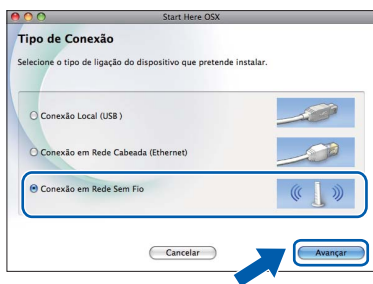 Start Here OSX
Tipo de Conexão
Selecione o tipo de ligação do dispositivo que pretende instalar.
Conexão Local (USB )
Conexão em Rede Cabeada (Ethernet)
Conexão em Rede Sem Fio
Cancelar
Avançar